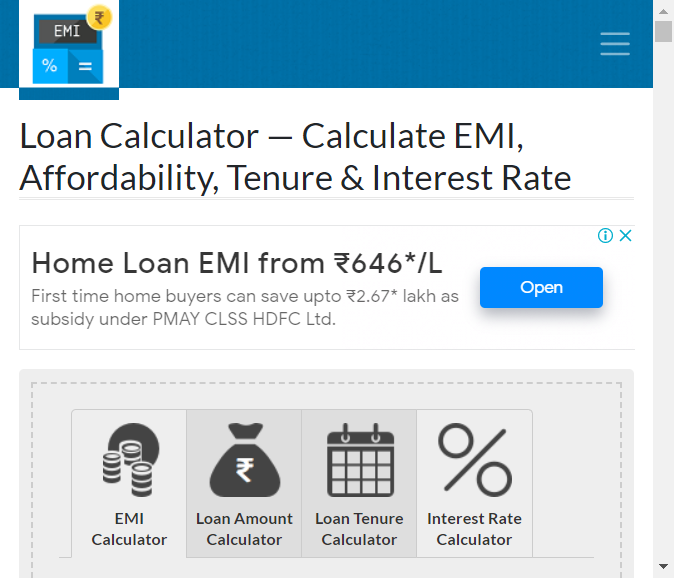 EMI
₹
%
=
Loan Calculator — Calculate EMI,
Affordability, Tenure & Interest Rate
Home Loan EMI from ₹646*/L
First time home buyers can save upto ₹2.67* lakh as
subsidy under PMAY CLSS HDFC Ltd.
Open
₹
EMI
Calculator
Loan Amount
Calculator
Loan Tenure
Calculator
Interest Rate
Calculator